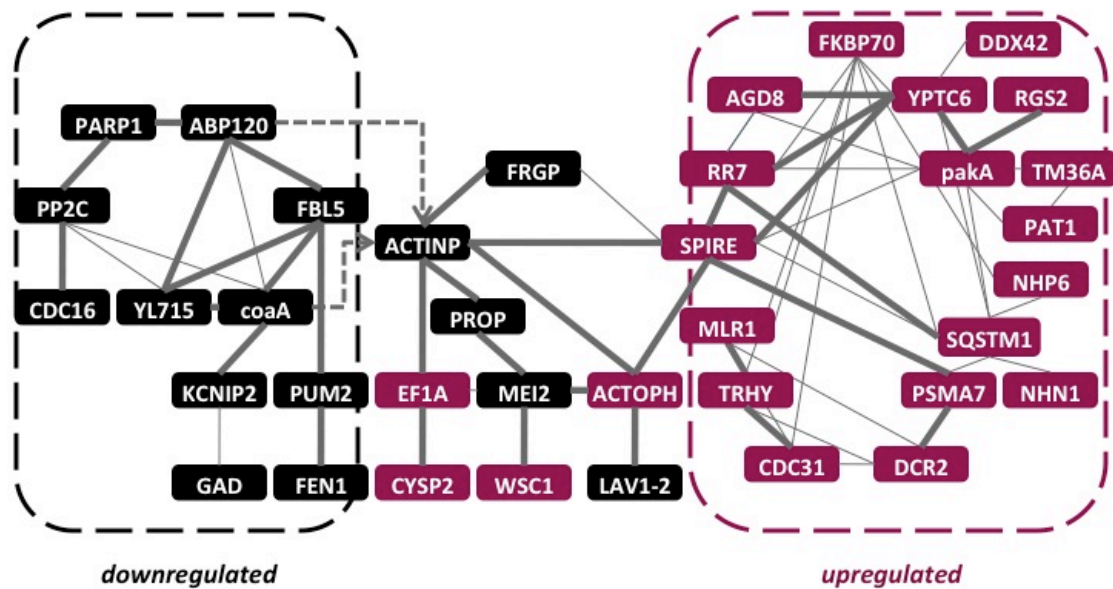 FKBP70
DDX42
AGD8
YPTC6
RGS2
PARP1
ABP120
FRGP
RR7
pakA
TM36A
PP2C
FBL5
PAT1
ACTINP
SPIRE
NHP6
CDC16
YL715
coaA
PROP
MLR1
SQSTM1
KCNIP2
PUM2
EF1A
MEI2
ACTOPH
TRHY
PSMA7
NHN1
CDC31
DCR2
GAD
FEN1
CYSP2
WSC1
LAV1-2
downregulated
upregulated